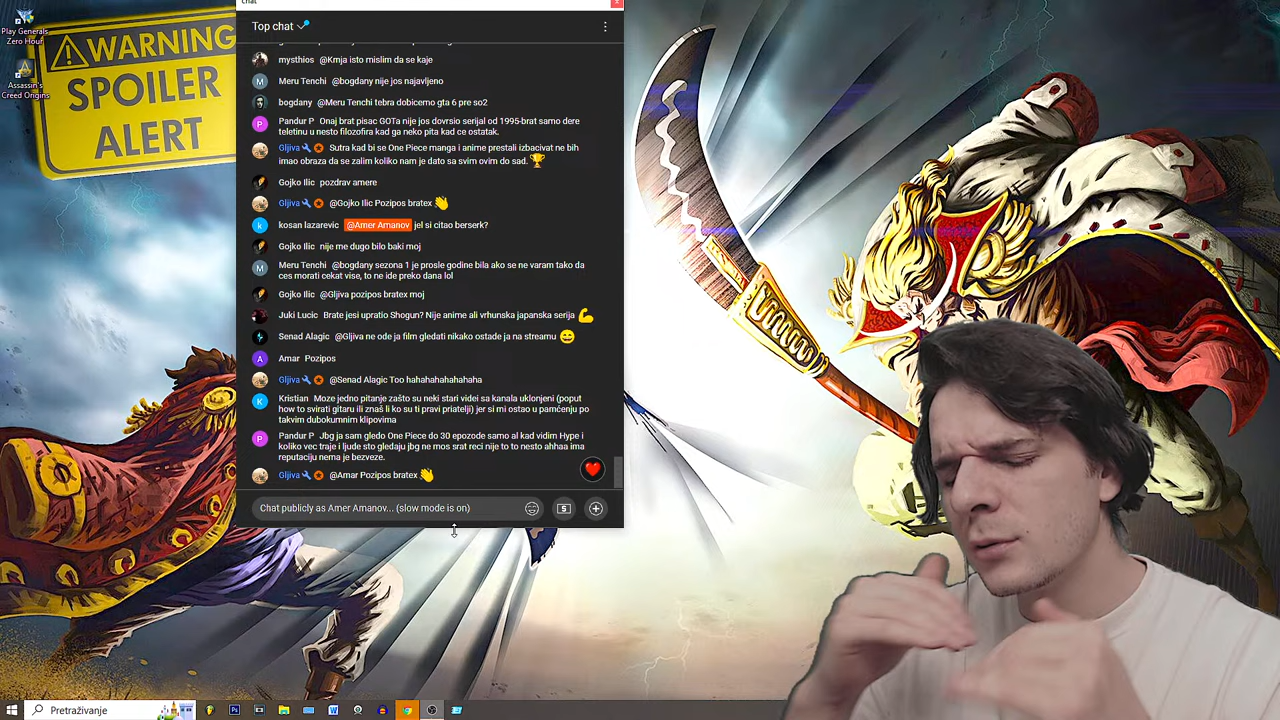 chat
Play Generals
Zero Hour
Assassin's
Creed Origins
WARNING
SPOILER
ALERT
Top chat
mysthios @Kmja isto mislim da se kaje
M Meru Tenchi @bogdany nije jos najavljeno
bogdany @Meru Tenchi tebra dobicemo gta 6 pre so2
P Pandur P Onaj brat pisac GOTa nije jos dovrsio serijal od 1995-brat samo dere
teletinu u nesto filozofira kad ga neko pita kad ce ostatak.
Gljiva Sutra kad bi se One Piece manga i anime prestali izbacivat ne bih
imao obraza da se zalim koliko nam je dato sa svim ovim do sad.🏆
Gojko Ilic pozdrav amere
Gljiva @Gojko Ilic Pozipos bratex 👋
k kosan lazarevic @Amer Amanov jel si citao berserk?
Gojko Ilic nije me dugo bilo baki moj
M Meru Tenchi @bogdany sezona 1 je prosle godine bila ako se ne varam tako da
ces morati cekat vise, to ne ide preko dana lol
Gojko Ilic @Gljiva pozipos bratex moj
Juki Lucic Brate jesi upratio Shogun? Nije anime ali vrhunska japanska serija 💪
Senad Alagic @Gljiva ne ode ja film gledati nikako ostade ja na streamu 😄
A Amar Pozipos
Gljiva @Senad Alagic Too hahahahahahaha
K Kristian Moze jedno pitanje zašto su neki stari videi sa kanala uklonjeni (poput
how to svirati gitaru ili znaš li ko su ti pravi priatelji) jer si mi ostao u pamćenju po
takvim dubokumnim klipovima
P Pandur P Jbg ja sam gledo One Piece do 30 epozode samo al kad vidim Hype i
koliko vec traje i ljude sto gledaju jbg ne mos srat reci nije to to nesto ahhaa ima
reputaciju nema je bezveze.
Gljiva @Amar Pozipos bratex 👋
Chat publicly as Amer Amanov... (slow mode is on)
Pretraživanje